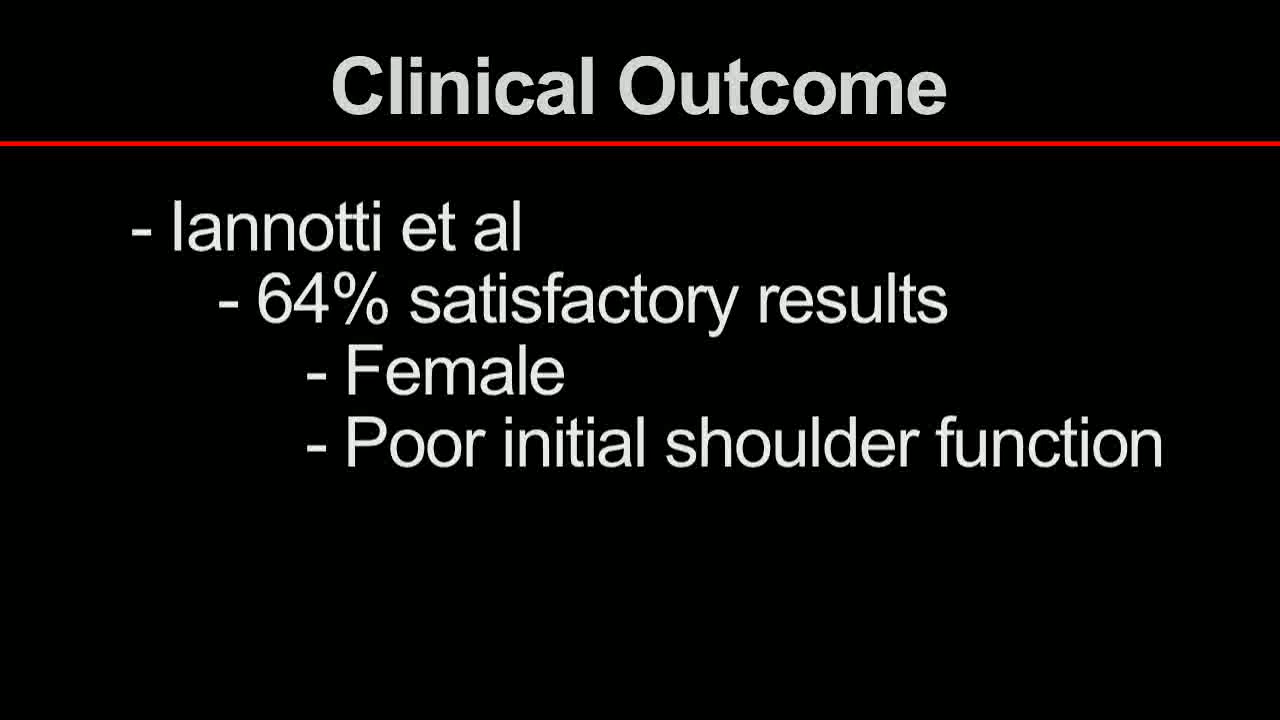 Clinical Outcome
- Iannotti et al
- 64% satisfactory results
- Female
- Poor initial shoulder function